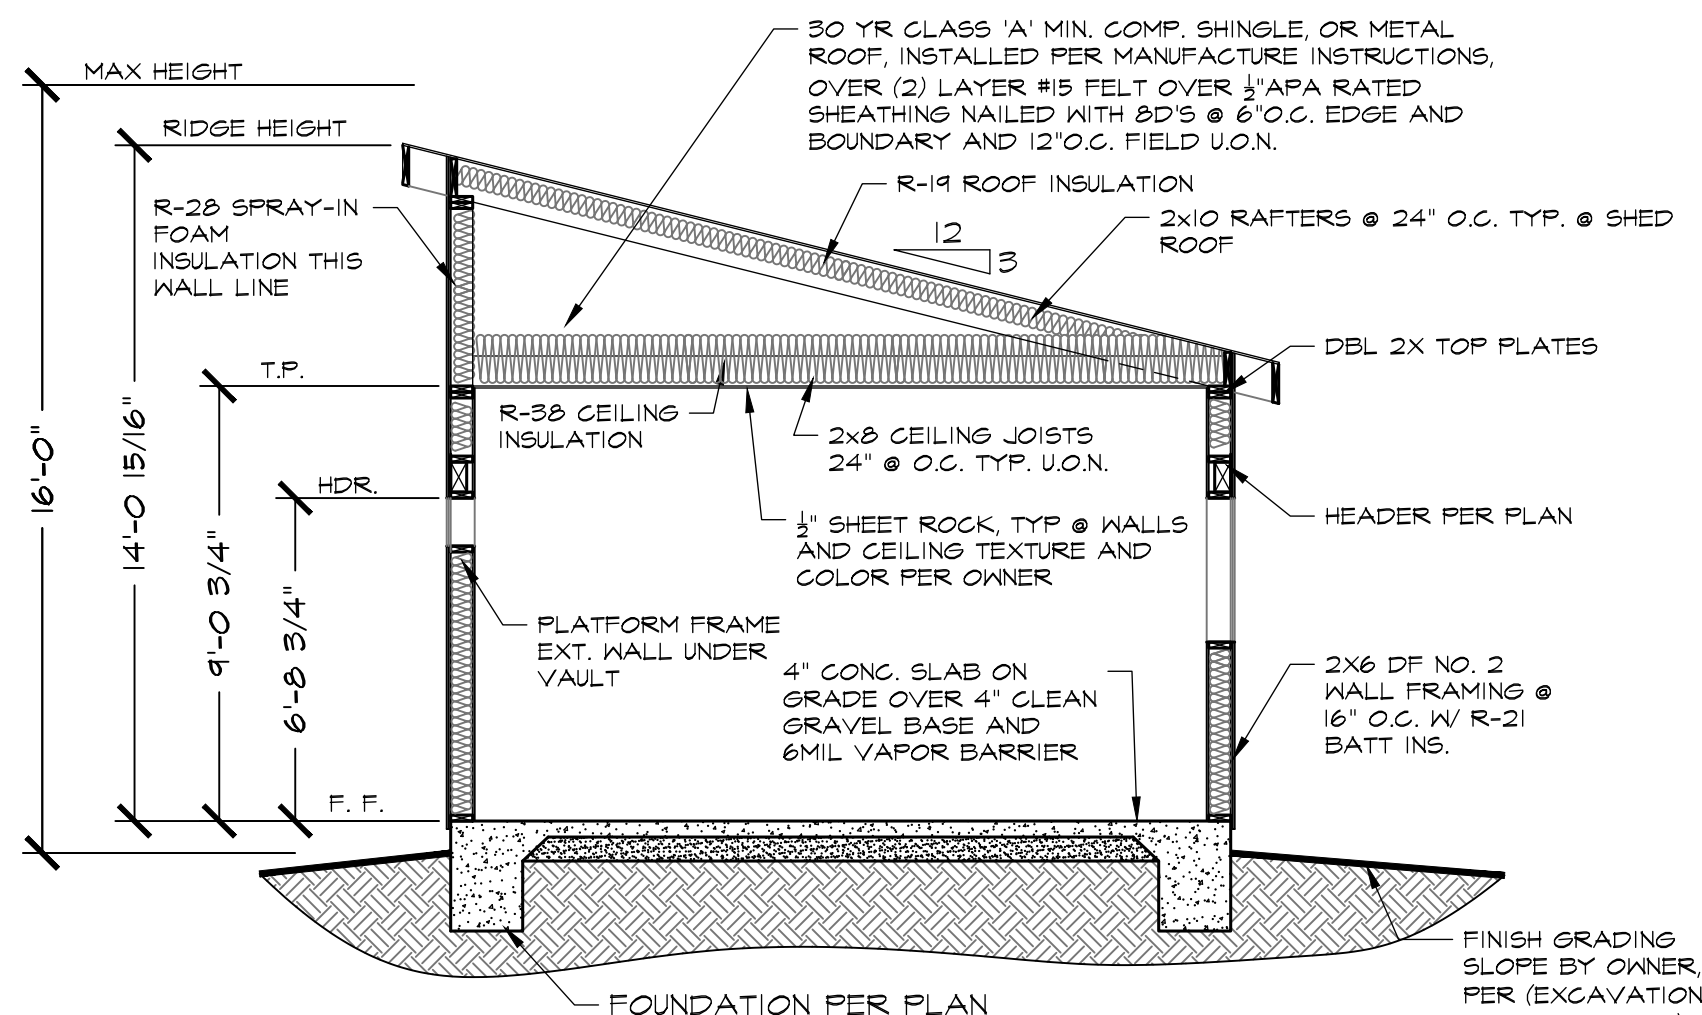 30 YR CLASS 'A' MIN. COMP. SHINGLE, OR METAL
ROOF, INSTALLED PER MANUFACTURE INSTRUCTIONS,
OVER (2) LAYER #15 FELT OVER ½"APA RATED
SHEATHING NAILED WITH 8D'S @ 6"O.C. EDGE AND
BOUNDARY AND 12"O.C. FIELD U.O.N.
MAX HEIGHT
RIDGE HEIGHT
R-28 SPRAY-IN
FOAM
INSULATION THIS
WALL LINE
R-19 ROOF INSULATION
2x10 RAFTERS @ 24" O.C. TYP. @ SHED
ROOF
12
3
DBL 2X TOP PLATES
T.P.
R-38 CEILING
INSULATION
2x8 CEILING JOISTS
24" @ O.C. TYP. U.O.N.
16'-0"
14'-0 15/16"
9'-0 3/4"
6'-8 3/4"
HDR.
HEADER PER PLAN
½" SHEET ROCK, TYP @ WALLS
AND CEILING TEXTURE AND
COLOR PER OWNER
PLATFORM FRAME
EXT. WALL UNDER
VAULT
4" CONC. SLAB ON
GRADE OVER 4" CLEAN
GRAVEL BASE AND
6MIL VAPOR BARRIER
2X6 DF NO. 2
WALL FRAMING @
16" O.C. W/ R-21
BATT INS.
F. F.
FINISH GRADING
SLOPE BY OWNER,
PER (EXCAVATION
FOUNDATION PER PLAN